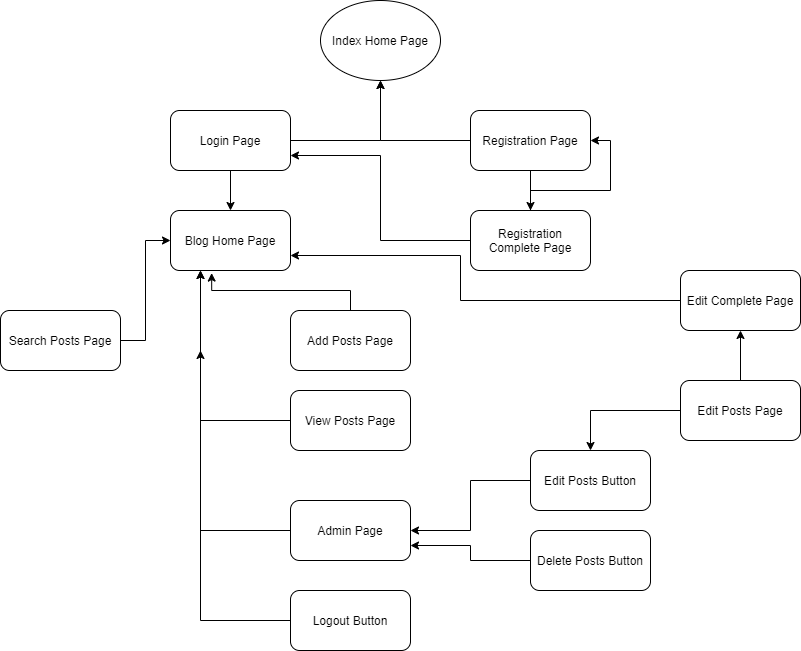 Index Home Page
Login Page
Registration Page
Blog Home Page
Registration
Complete Page
Edit Complete Page
Search Posts Page
Add Posts Page
View Posts Page
Edit Posts Page
Edit Posts Button
Admin Page
Delete Posts Button
Logout Button